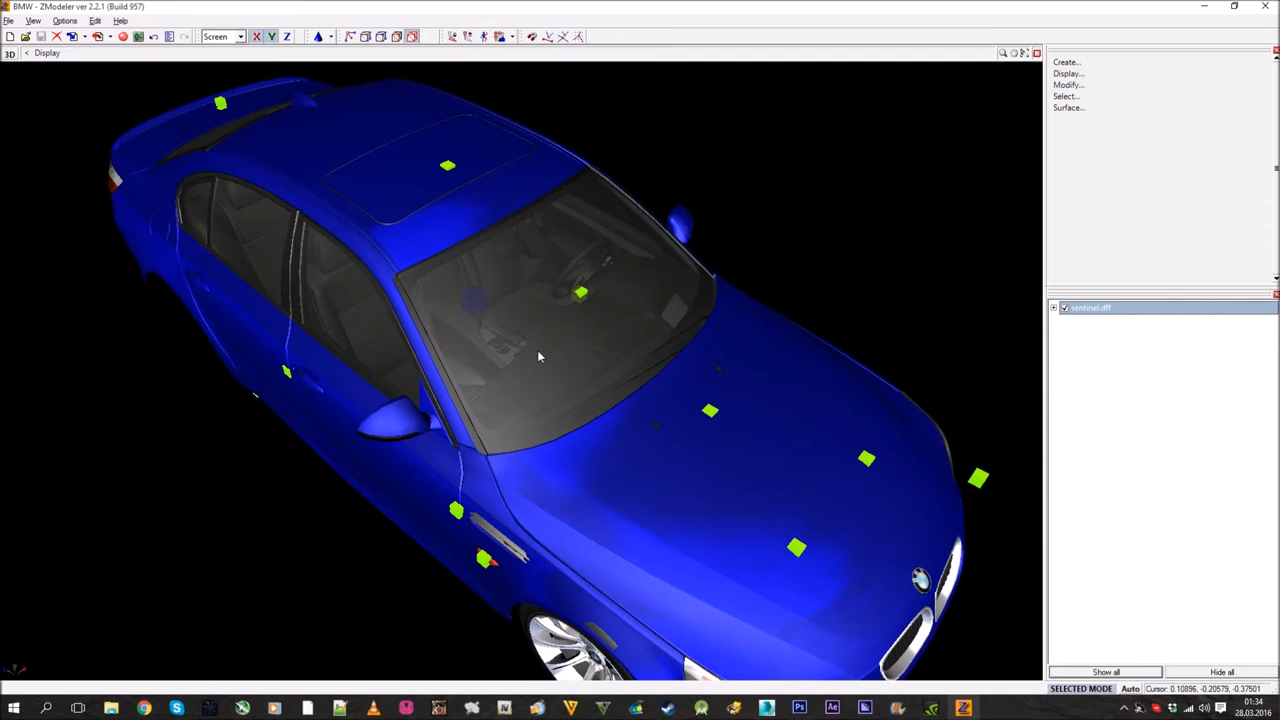 BMW - ZModeler ver 2.2.1 (Build 957)
File View Options Edit Help
Screen X Y Z
3D < Display
Create...
Display...
Modify...
Select...
Surface...
sentinel.dff
Show all Hide all
SELECTED MODE Auto Cursor: 0.10896, -0.20579, -0.37501
01:34
28.03.2016